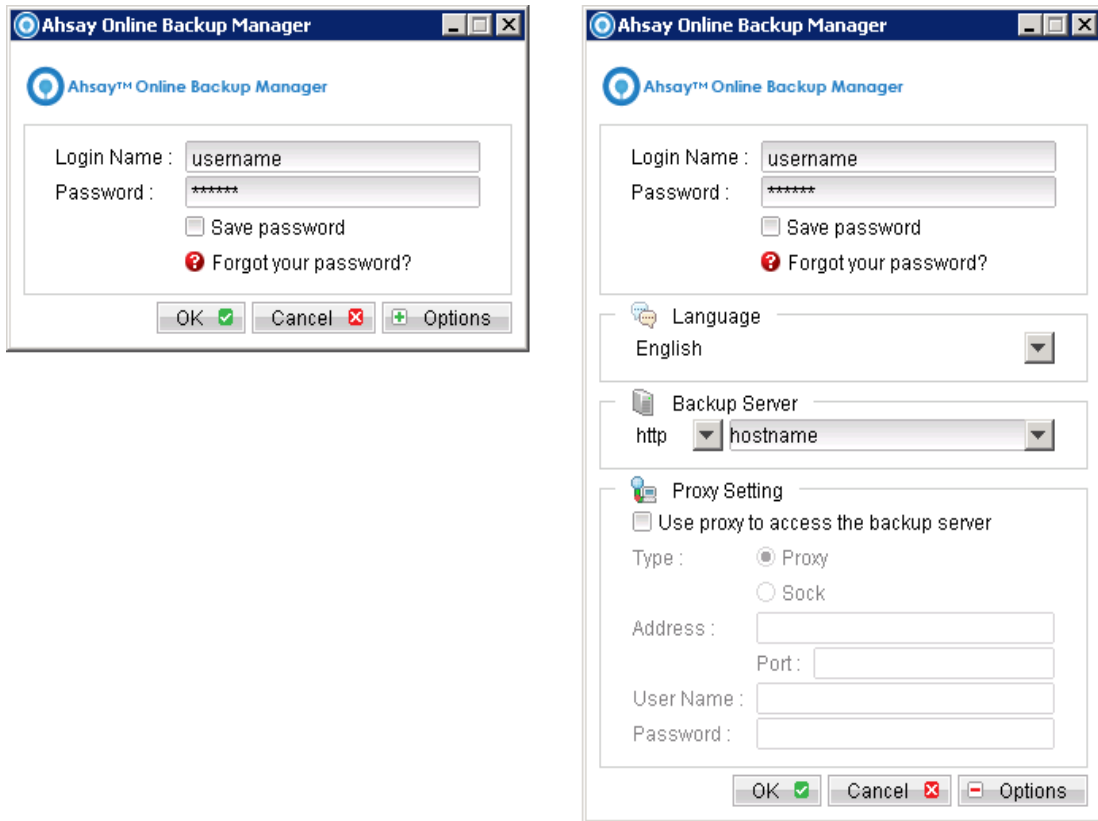 Ahsay Online Backup Manager
Ahsay™ Online Backup Manager
Login Name : username
Password : ******
Save password
? Forgot your password?
OK Cancel Options
Ahsay Online Backup Manager
Ahsay™ Online Backup Manager
Login Name : username
Password : ******
Save password
? Forgot your password?
Language
English
Backup Server
http hostname
Proxy Setting
Use proxy to access the backup server
Type : Proxy
Sock
Address :
Port :
User Name :
Password :
OK Cancel Options